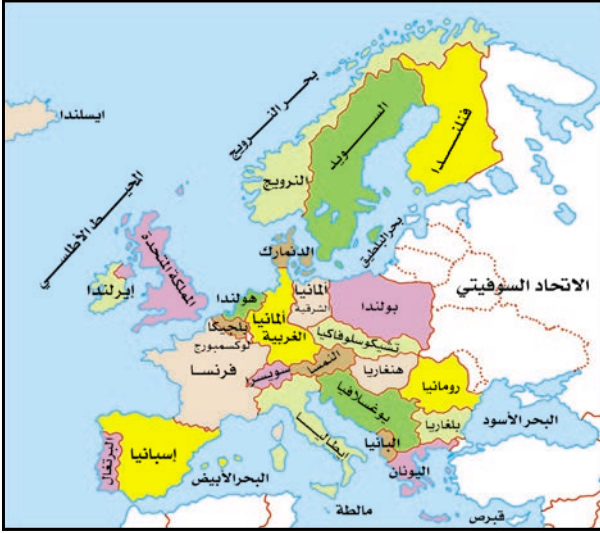 ايسلندا
بحر النرويج
السويد
فنلندا
النرويج
المحيط الأطلسي
بحر البلطيق
المملكة المتحدة
إيرلندا
الدنمارك
الاتحاد السوفيتي
هولندا
ألمانيا
الشرقية
بولندا
بلجيكا
ألمانيا
الغربية
لوكسمبورج
تشيكوسلوفاكيا
فرنسا
سويسرا
النمسا
هنغاريا
رومانيا
يوغسلافيا
البحر الأسود
بلغاريا
إيطاليا
البانيا
البرتغال
إسبانيا
اليونان
البحر الأبيض
مالطة
قبرص